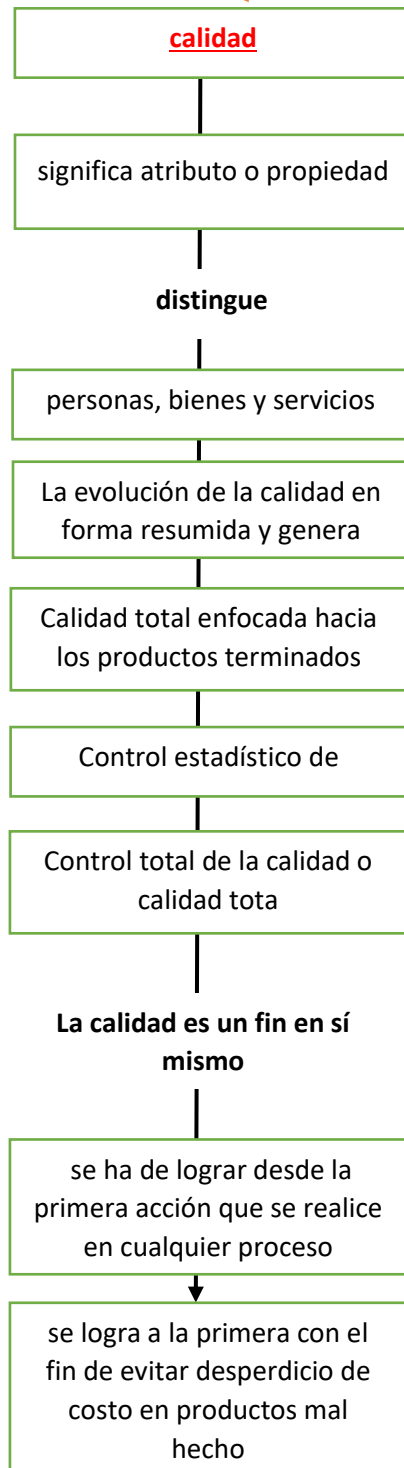 calidad
significa atributo o propiedad
distingue
personas, bienes y servicios
La evolución de la calidad en
forma resumida y genera
Calidad total enfocada hacia
los productos terminados
Control estadístico de
Control total de la calidad o
calidad tota
La calidad es un fin en sí
mismo
se ha de lograr desde la
primera acción que se realice
en cualquier proceso
se logra a la primera con el
fin de evitar desperdicio de
costo en productos mal
hecho